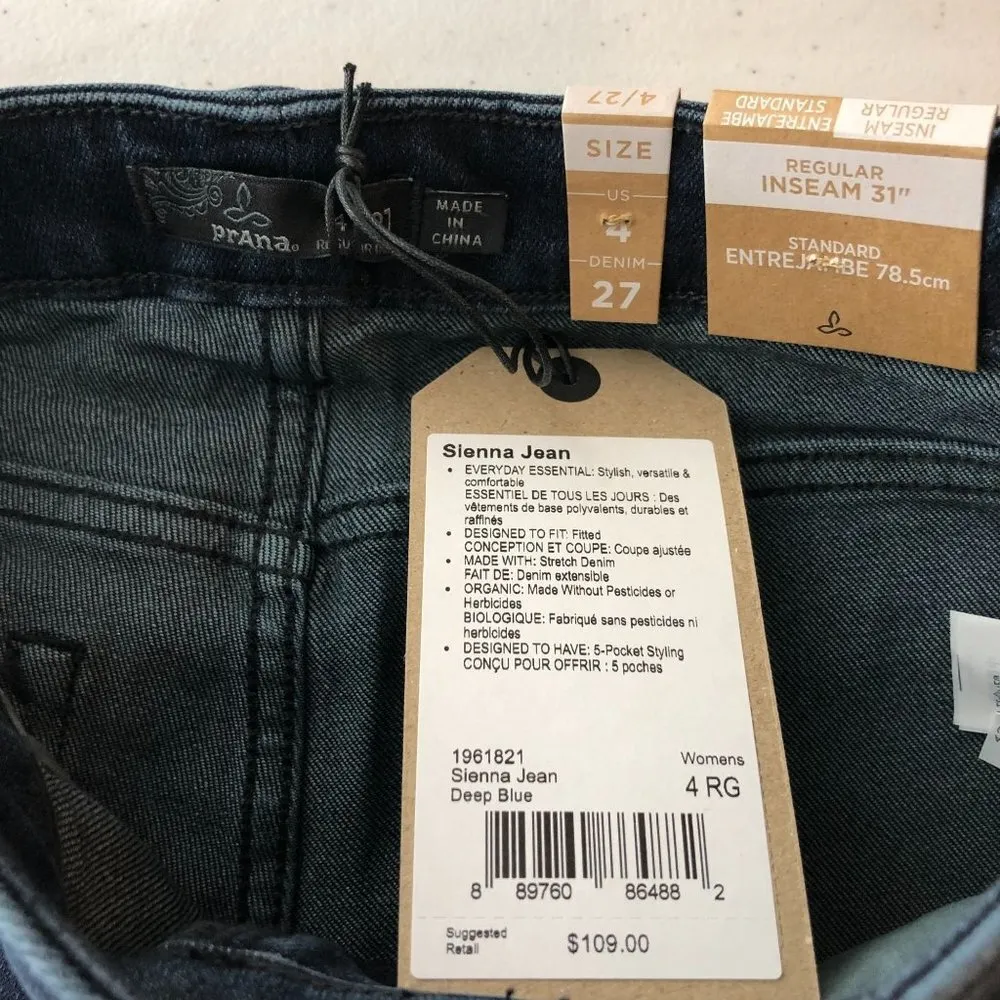 prAna
MADE
IN
CHINA
4/27
SIZE
US
4
DENIM
27
ENTREJAMBE
STANDARD
INSEAM
REGULAR
REGULAR
INSEAM 31"
STANDARD
ENTREJAMBE 78.5cm
Sienna Jean
• EVERYDAY ESSENTIAL: Stylish, versatile &
comfortable
ESSENTIEL DE TOUS LES JOURS : Des
vêtements de base polyvalents, durables et
raffinés
• DESIGNED TO FIT: Fitted
CONCEPTION ET COUPE: Coupe ajustée
• MADE WITH: Stretch Denim
FAIT DE: Denim extensible
• ORGANIC: Made Without Pesticides or
Herbicides
BIOLOGIQUE: Fabriqué sans pesticides ni
herbicides
• DESIGNED TO HAVE: 5-Pocket Styling
CONÇU POUR OFFRIR : 5 poches
1961821
Sienna Jean
Deep Blue
Womens
4 RG
8 89760 86488 2
Suggested
Retail
$109.00